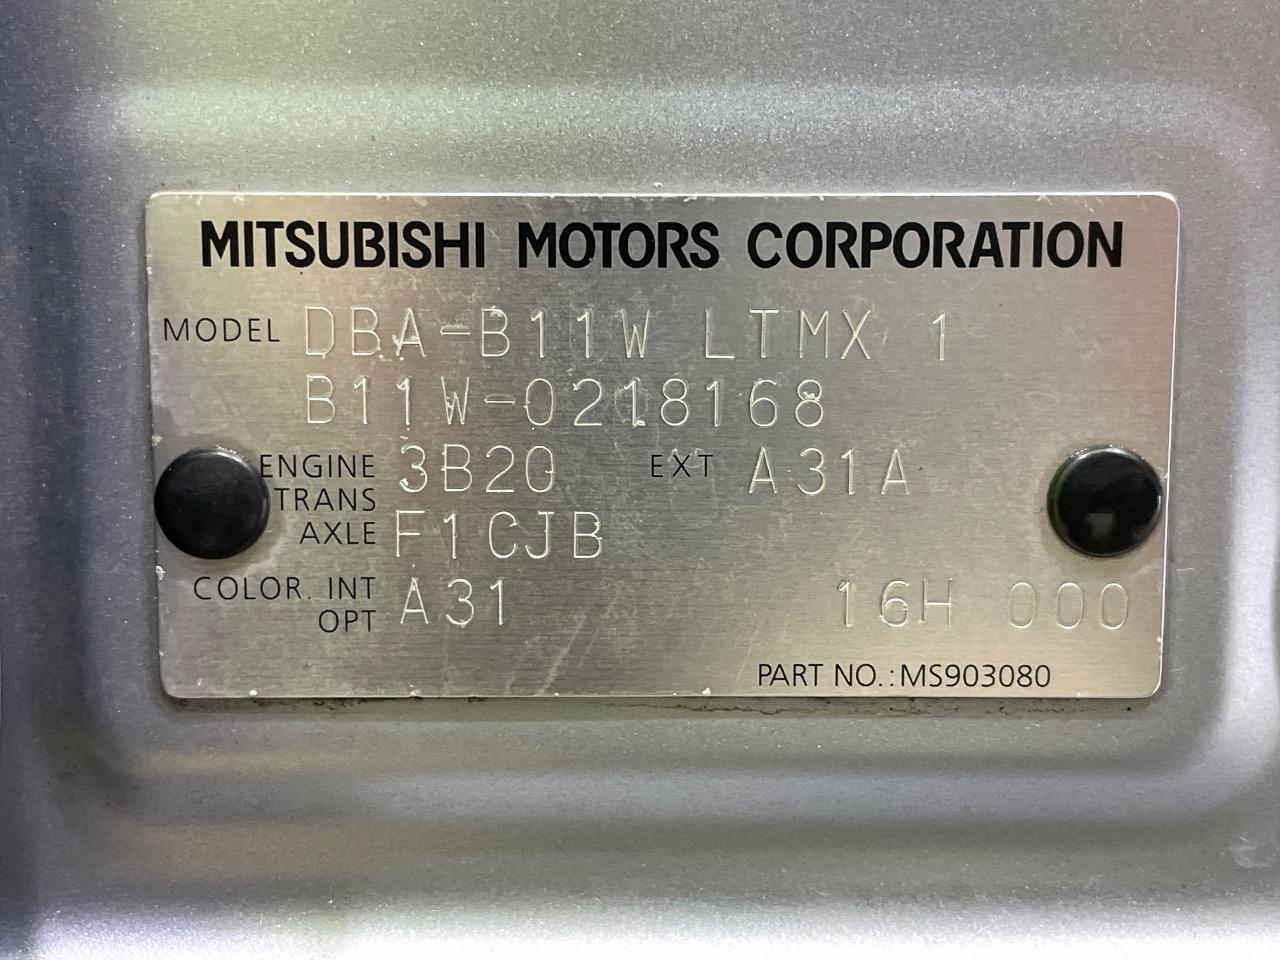 MITSUBISHI MOTORS CORPORATION
MODEL DBA-B11W LTMX 1
B11W-0218168
ENGINE 3B20 EXT A31A
TRANS
AXLE F1CJB
COLOR. INT A31 16H 000
OPT
PART NO.:MS903080